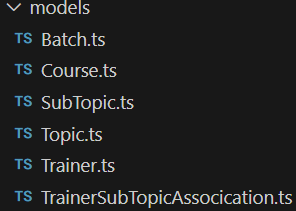 models
TS Batch.ts
TS Course.ts
TS SubTopic.ts
TS Topic.ts
TS Trainer.ts
TS TrainerSubTopicAssocication.ts